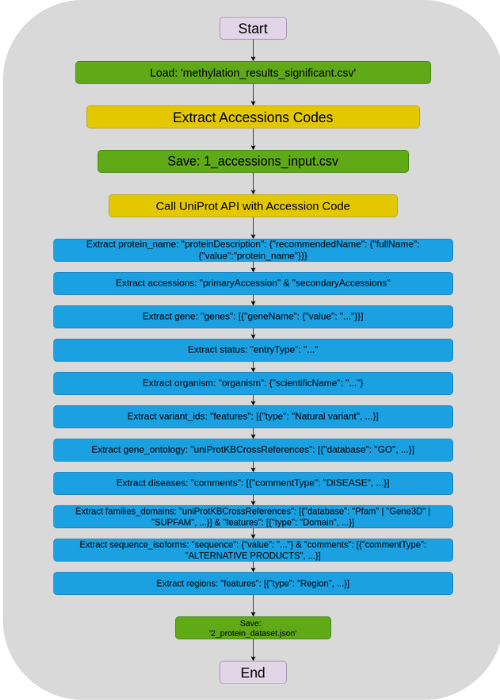 Start
Load: 'methylation_results_significant.csv'
Extract Accessions Codes
Save: 1_accessions_input.csv
Call UniProt API with Accession Code
Extract protein_name: "proteinDescription": {"recommendedName": {"fullName":
{"value":"protein_name"}}}
Extract accessions: "primaryAccession" & "secondaryAccessions"
Extract gene: "genes": [{"geneName": {"value": "..."}}]
Extract status: "entryType": "..."
Extract organism: "organism": {"scientificName": "..."}
Extract variant_ids: "features": [{"type": "Natural variant", ...}]
Extract gene_ontology: "uniProtKBCrossReferences": [{"database": "GO", ...}]
Extract diseases: "comments": [{"commentType": "DISEASE", ...}]
Extract families_domains: "uniProtKBCrossReferences": [{"database": "Pfam" | "Gene3D" |
"SUPFAM", ...}] & "features": [{"type": "Domain", ...}]
Extract sequence_isoforms: "sequence": {"value": "..."} & "comments": [{"commentType":
"ALTERNATIVE PRODUCTS", ...}]
Extract regions: "features": [{"type": "Region", ...}]
Save:
'2_protein_dataset.json'
End